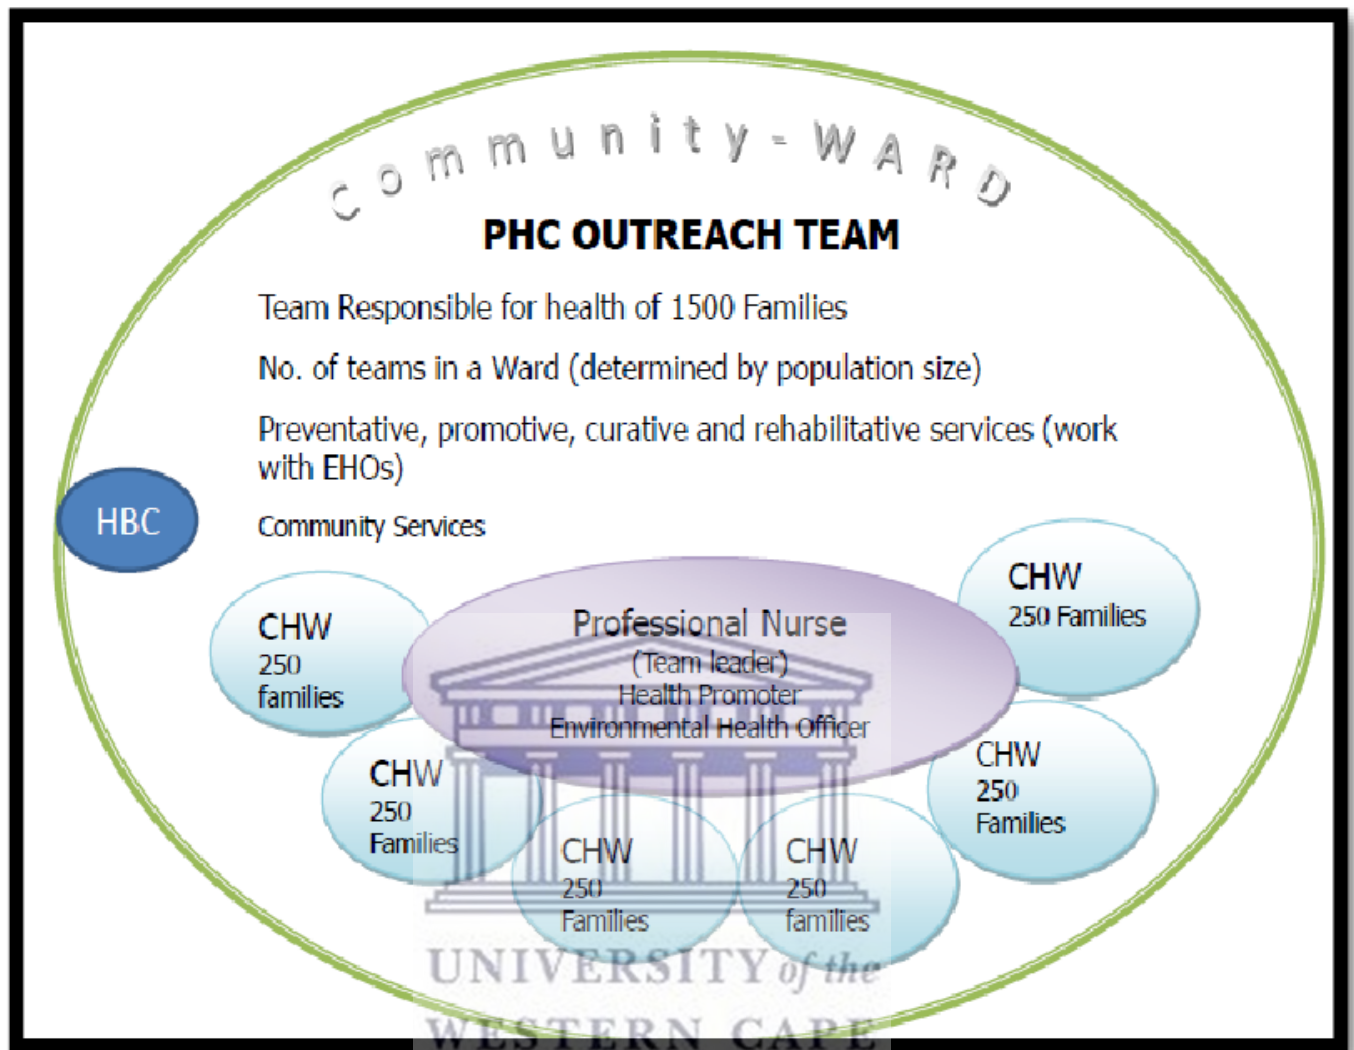 Community-WARD
PHC OUTREACH TEAM
Team Responsible for health of 1500 Families
No. of teams in a Ward (determined by population size)
Preventative, promotive, curative and rehabilitative services (work
with EHOs)
HBC
Community Services
CHW
250 Families
CHW
250
families
Professional Nurse
(Team leader)
Health Promoter
Environmental Health Officer
CHW
250
Families
CHW
250
Families
CHW
250
Families
CHW
250
families
UNIVERSITY of the
WESTERN CAPE